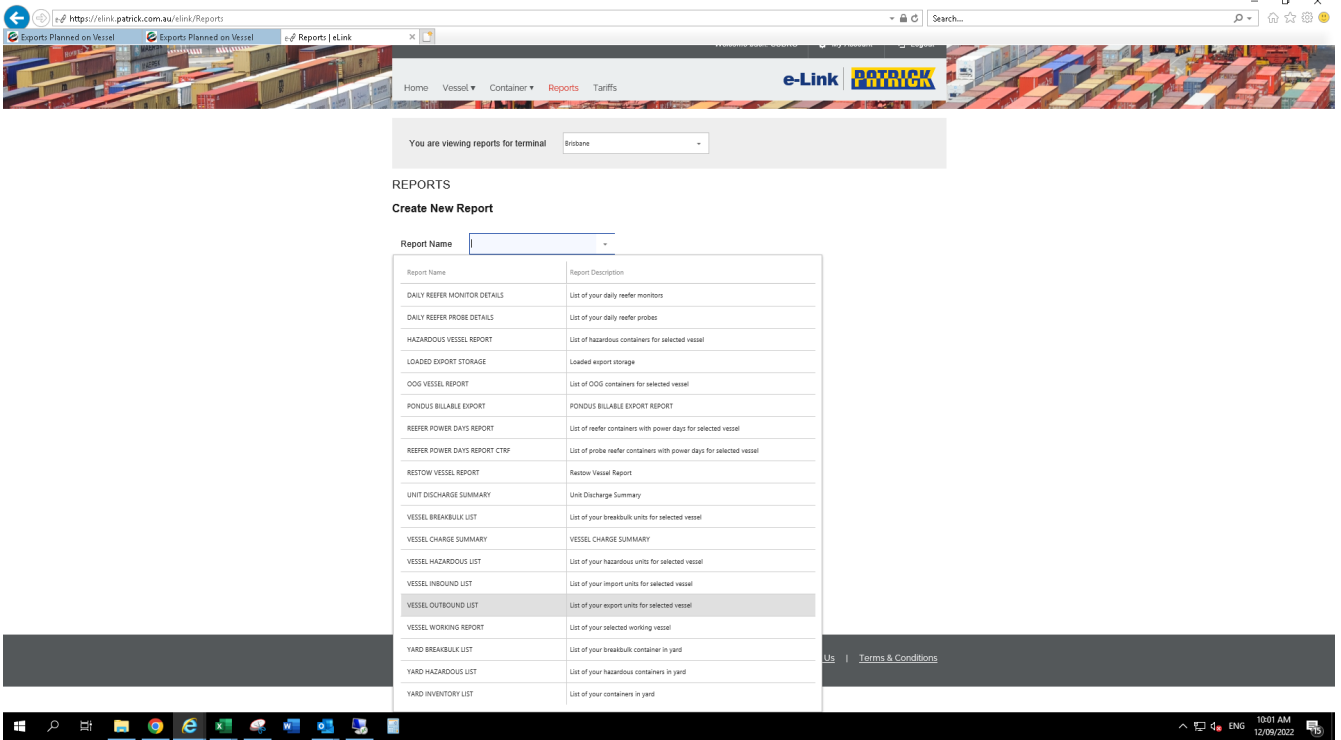 https://elink.patrick.com.au/elink/Reports
Search...
Exports Planned on Vessel
Exports Planned on Vessel
Reports | eLink
My Account
Logout
Home Vessel Container Reports Tariffs
e-Link PATRICK
You are viewing reports for terminal Brisbane
REPORTS
Create New Report
Report Name
Report Name Report Description
DAILY REEFER MONITOR DETAILS List of your daily reefer monitors
DAILY REEFER PROBE DETAILS List of your daily reefer probes
HAZARDOUS VESSEL REPORT List of hazardous containers for selected vessel
LOADED EXPORT STORAGE Loaded export storage
OOG VESSEL REPORT List of OOG containers for selected vessel
PONDUS BILLABLE EXPORT PONDUS BILLABLE EXPORT REPORT
REEFER POWER DAYS REPORT List of reefer containers with power days for selected vessel
REEFER POWER DAYS REPORT CTRF List of probe reefer containers with power days for selected vessel
RESTOW VESSEL REPORT Restow Vessel Report
UNIT DISCHARGE SUMMARY Unit Discharge Summary
VESSEL BREAKBULK LIST List of your breakbulk units for selected vessel
VESSEL CHARGE SUMMARY VESSEL CHARGE SUMMARY
VESSEL HAZARDOUS LIST List of your hazardous units for selected vessel
VESSEL INBOUND LIST List of your import units for selected vessel
VESSEL OUTBOUND LIST List of your export units for selected vessel
VESSEL WORKING REPORT List of your selected working vessel
YARD BREAKBULK LIST List of your breakbulk container in yard
Us | Terms & Conditions
YARD HAZARDOUS LIST List of your hazardous containers in yard
YARD INVENTORY LIST List of your containers in yard
ENG
10:01 AM
12/09/2022
15